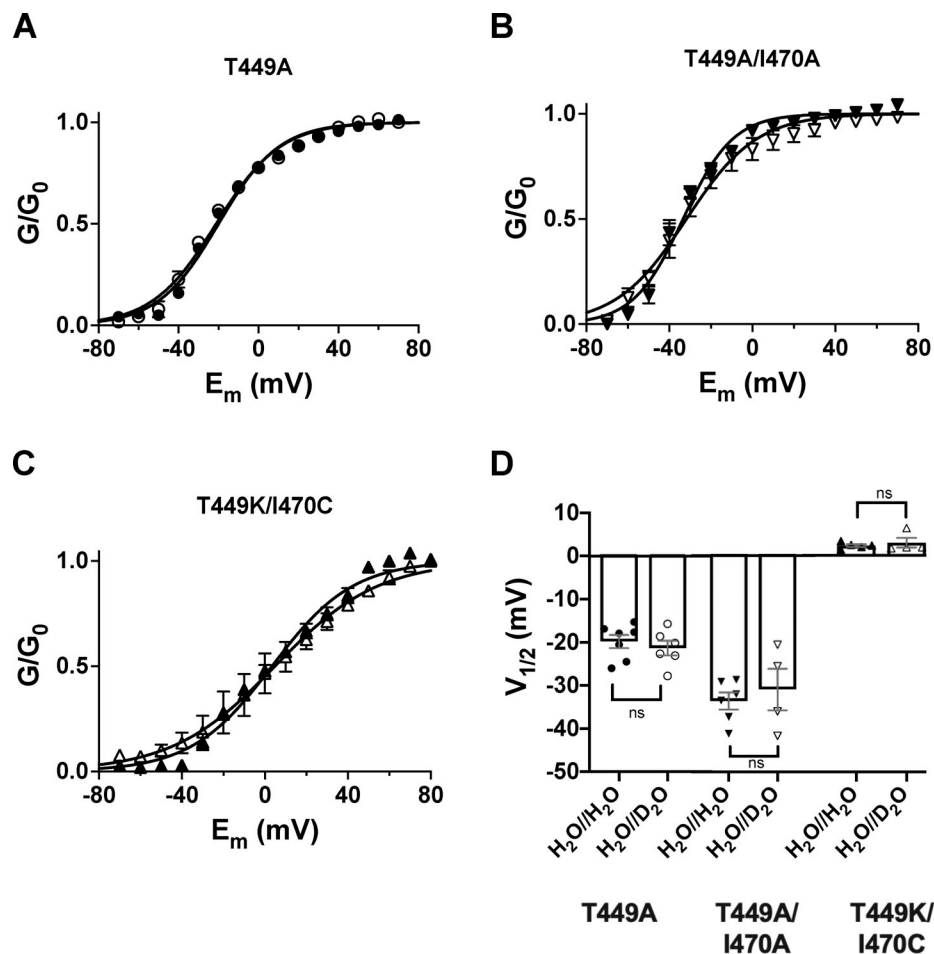 A
T449A
1.0
0.5
0.0
G/G₀
-80 -40 0 40 80
Eₘ (mV)
B
T449A/I470A
1.0
0.5
0.0
G/G₀
-80 -40 0 40 80
Eₘ (mV)
C
T449K/I470C
1.0
0.5
0.0
G/G₀
-80 -40 0 40 80
Eₘ (mV)
D
10
0
-10
-20
-30
-40
-50
V₁/₂ (mV)
ns
ns
ns
H₂O//H₂O
H₂O//D₂O
H₂O//H₂O
H₂O//D₂O
H₂O//H₂O
H₂O//D₂O
T449A
T449A/
I470A
T449K/
I470C